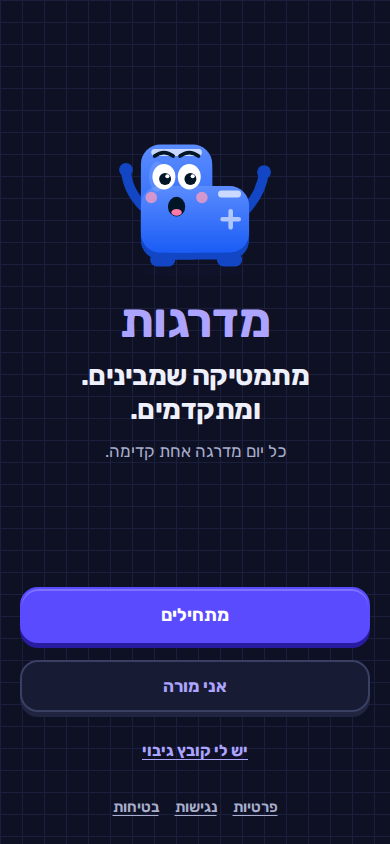 מדרגות
מתמטיקה שמבינים.
ומתקדמים.
כל יום מדרגה אחת קדימה.
מתחילים
אני מורה
יש לי קובץ גיבוי
פרטיות נגישות בטיחות